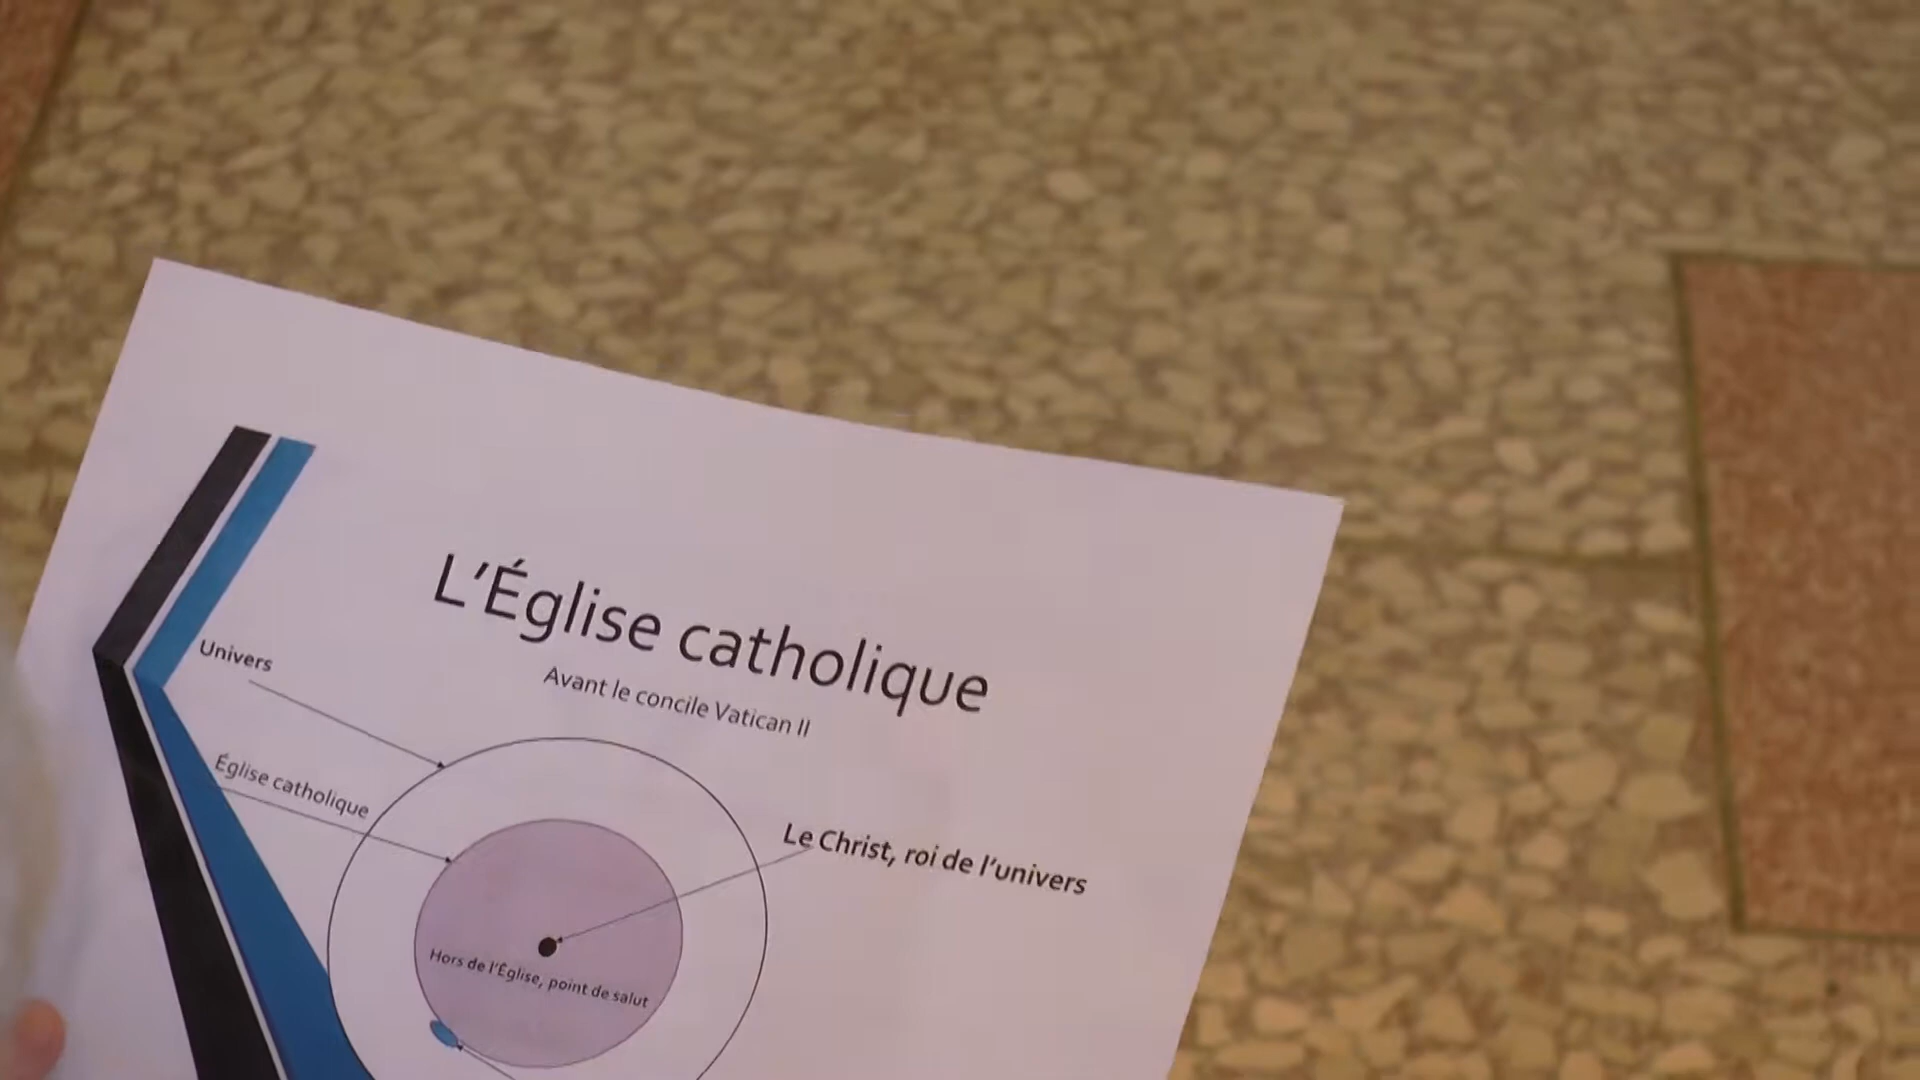 L'Église catholique
Avant le concile Vatican II
Univers
Église catholique
Le Christ, roi de l'univers
Hors de l'Église, point de salut